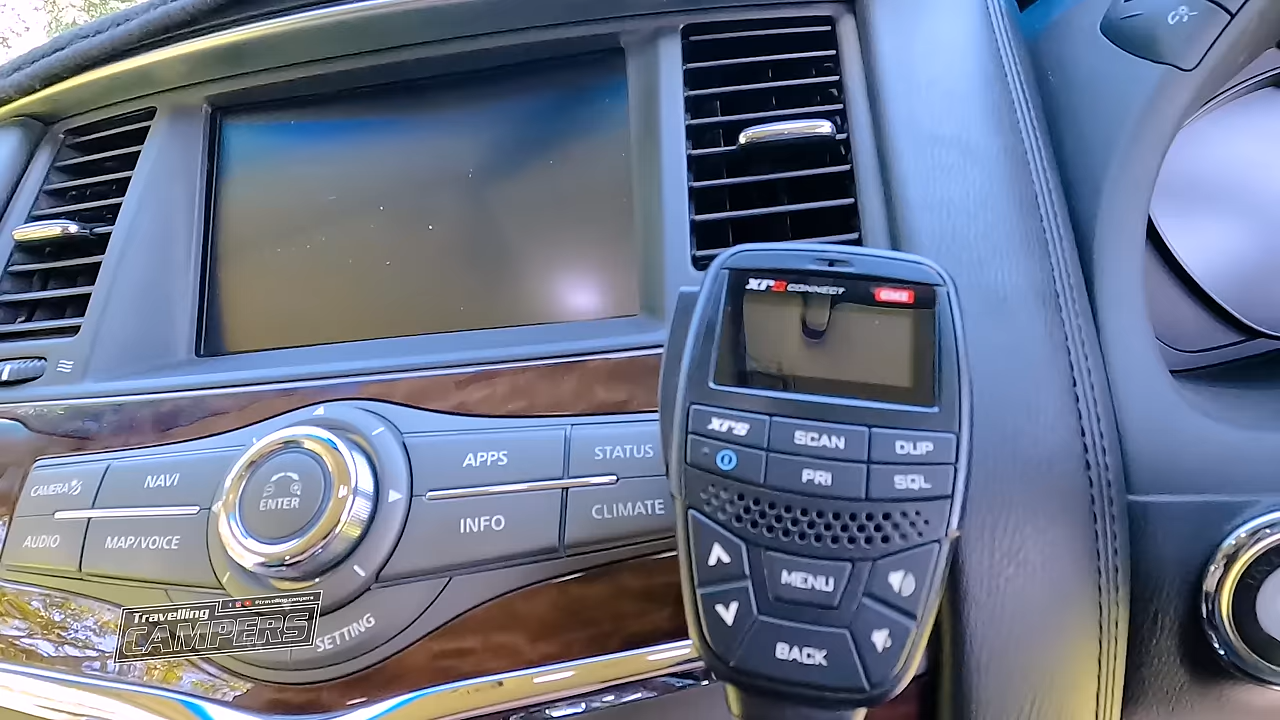 XRS CONNECT
XRS
SCAN
DUP
PRI
SQL
MENU
BACK
APPS
STATUS
CAMERA
NAVI
ENTER
INFO
CLIMATE
AUDIO
MAP/VOICE
SETTING
Travelling
CAMPERS